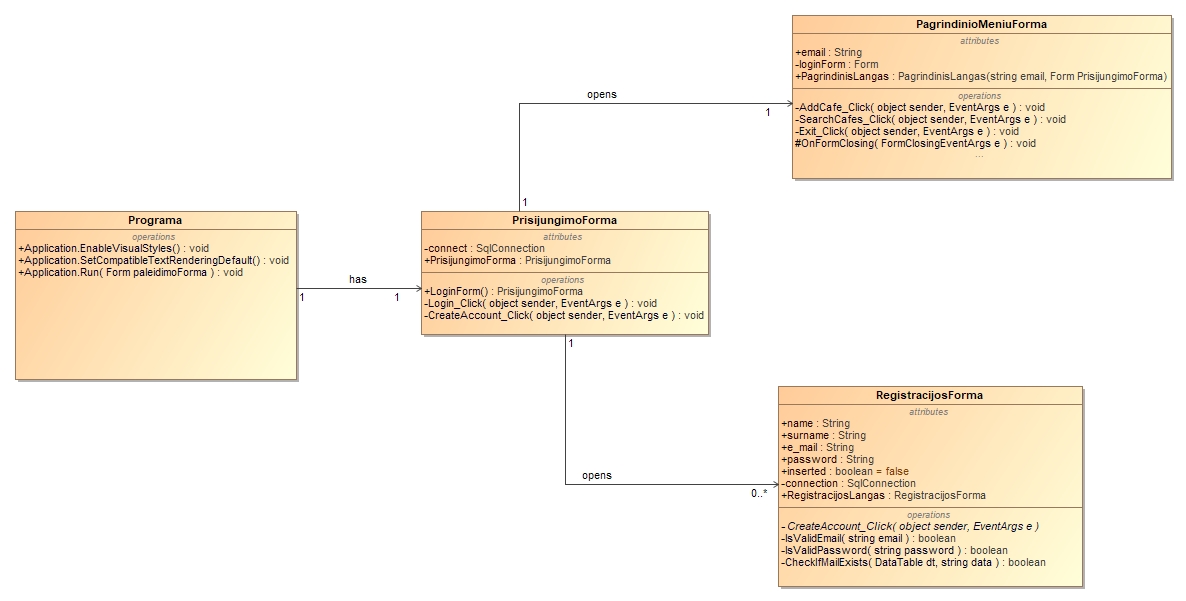 PagrindinioMeniuForma
attributes
+email : String
-loginForm : Form
+PagrindinisLangas : PagrindinisLangas(string email, Form PrisijungimoForma)
operations
-AddCafe_Click( object sender, EventArgs e ) : void
-SearchCafes_Click( object sender, EventArgs e ) : void
-Exit_Click( object sender, EventArgs e ) : void
#OnFormClosing( FormClosingEventArgs e ) : void
...
opens
1
1
Programa
operations
+Application.EnableVisualStyles() : void
+Application.SetCompatibleTextRenderingDefault() : void
+Application.Run( Form paleidimoForma ) : void
has
1
1
PrisijungimoForma
attributes
-connect : SqlConnection
+PrisijungimoForma : PrisijungimoForma
operations
+LoginForm() : PrisijungimoForma
-Login_Click( object sender, EventArgs e ) : void
-CreateAccount_Click( object sender, EventArgs e ) : void
1
opens
0..*
RegistracijosForma
attributes
+name : String
+surname : String
+e_mail : String
+password : String
+inserted : boolean = false
-connection : SqlConnection
+RegistracijosLangas : RegistracijosForma
operations
- CreateAccount_Click( object sender, EventArgs e )
-IsValidEmail( string email ) : boolean
-IsValidPassword( string password ) : boolean
-CheckIfMailExists( DataTable dt, string data ) : boolean